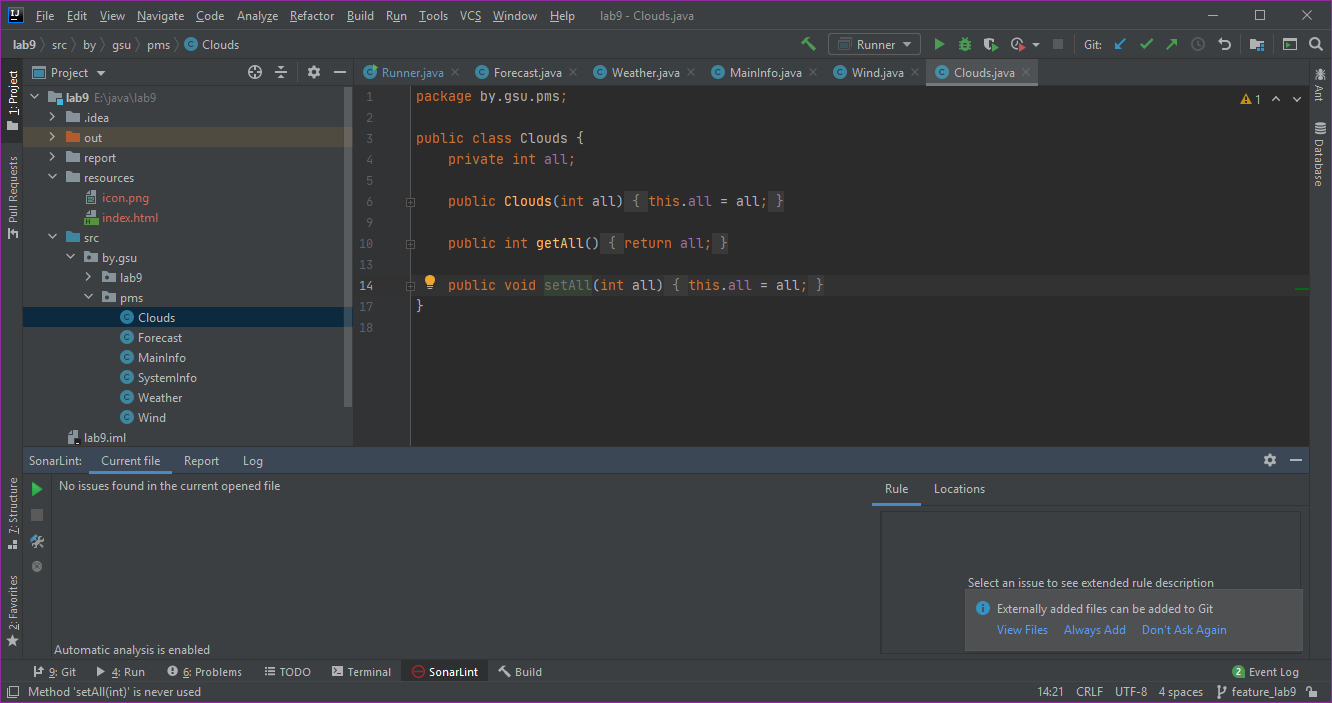 IJ File Edit View Navigate Code Analyze Refactor Build Run Tools VCS Window Help lab9 - Clouds.java
lab9 src by gsu pms Clouds Runner Git:
1: Project
Pull Requests
7: Structure
2: Favorites
Project
lab9 E:\java\lab9
.idea
out
report
resources
icon.png
index.html
src
by.gsu
lab9
pms
Clouds
Forecast
MainInfo
SystemInfo
Weather
Wind
lab9.iml
Runner.java Forecast.java Weather.java MainInfo.java Wind.java Clouds.java
1 package by.gsu.pms;
2
3 public class Clouds {
4 private int all;
5
6 public Clouds(int all) { this.all = all; }
9
10 public int getAll() { return all; }
13
14 public void setAll(int all) { this.all = all; }
17 }
18
1
Ant
Database
SonarLint: Current file Report Log
No issues found in the current opened file
Automatic analysis is enabled
Rule Locations
Select an issue to see extended rule description
Externally added files can be added to Git
View Files Always Add Don't Ask Again
9: Git 4: Run 6: Problems TODO Terminal SonarLint Build 2 Event Log
Method 'setAll(int)' is never used 14:21 CRLF UTF-8 4 spaces feature_lab9